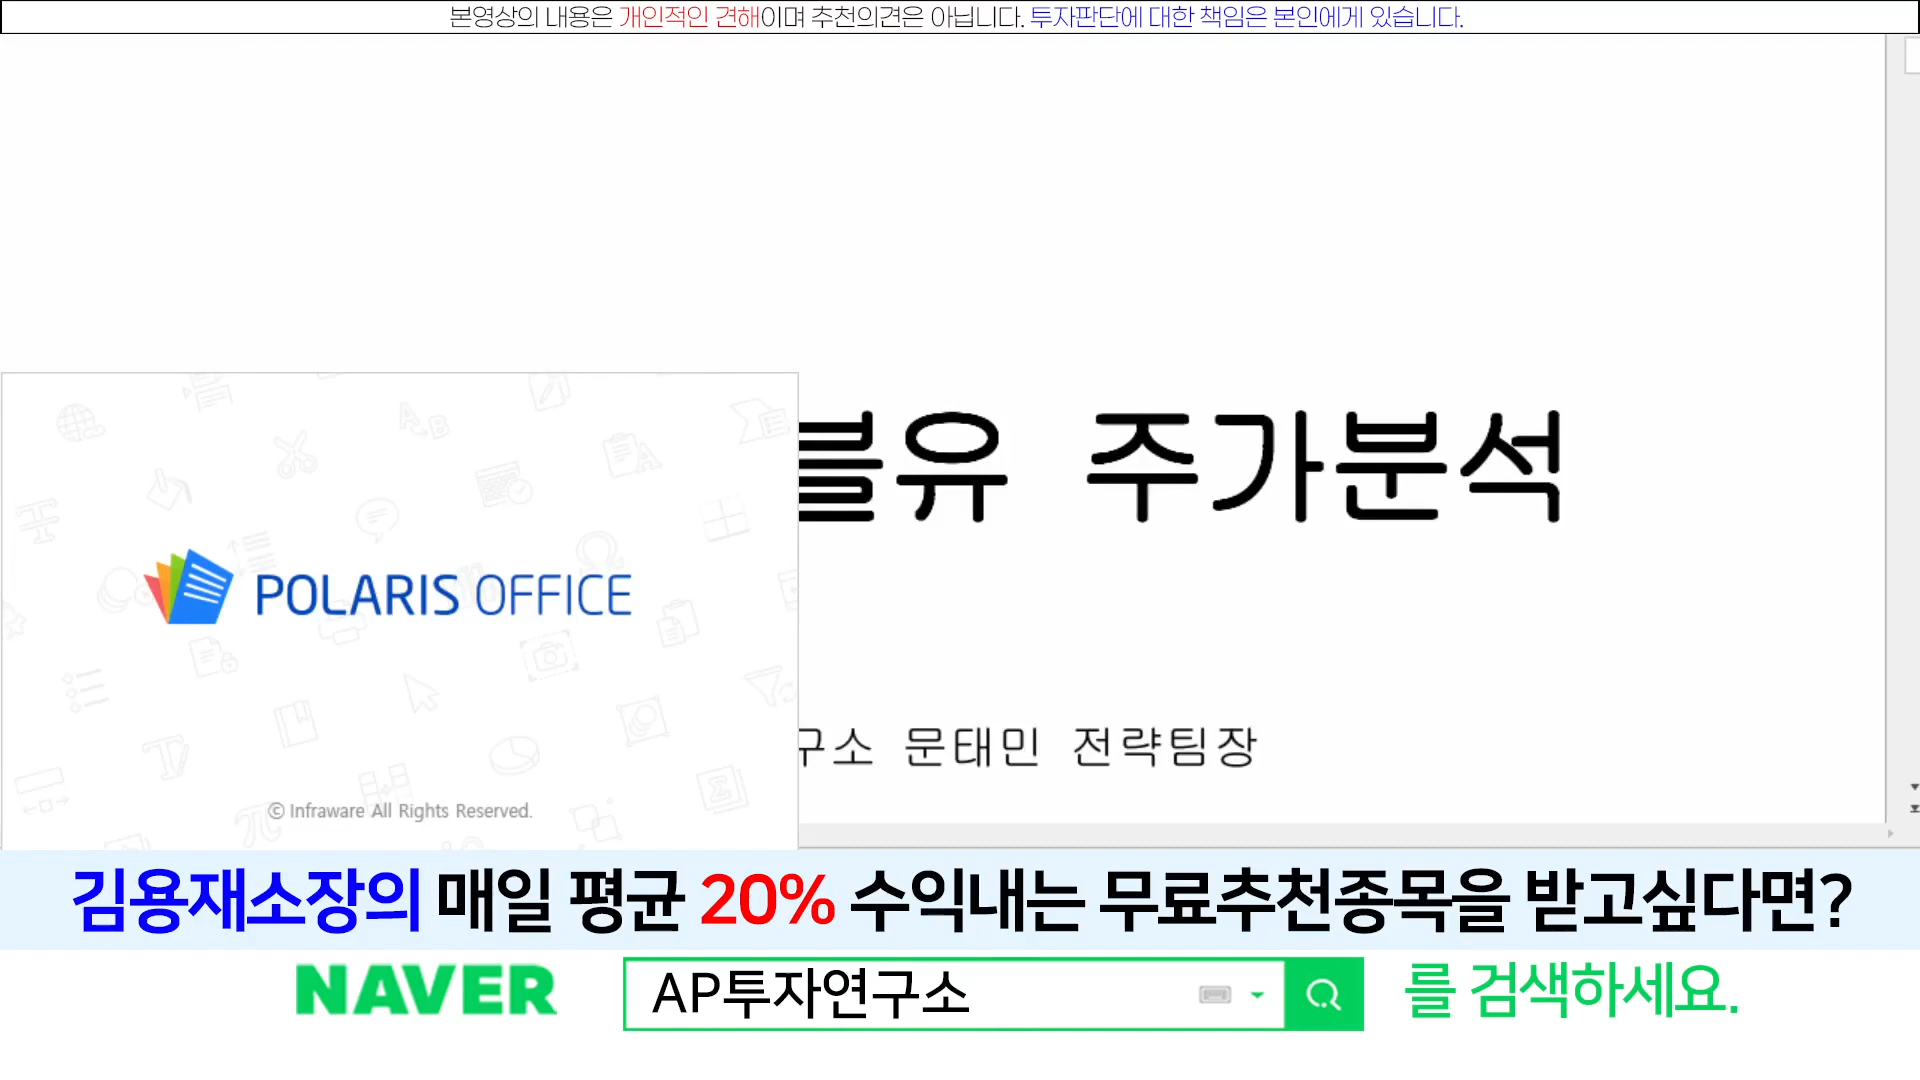 본영상의 내용은 개인적인 견해이며 추천의견은 아닙니다. 투자판단에 대한 책임은 본인에게 있습니다.
블유 주가분석
POLARIS OFFICE
구소 문태민 전략팀장
© Infraware All Rights Reserved.
김용재소장의 매일 평균 20% 수익내는 무료추천종목을 받고싶다면?
NAVER AP투자연구소 를 검색하세요.